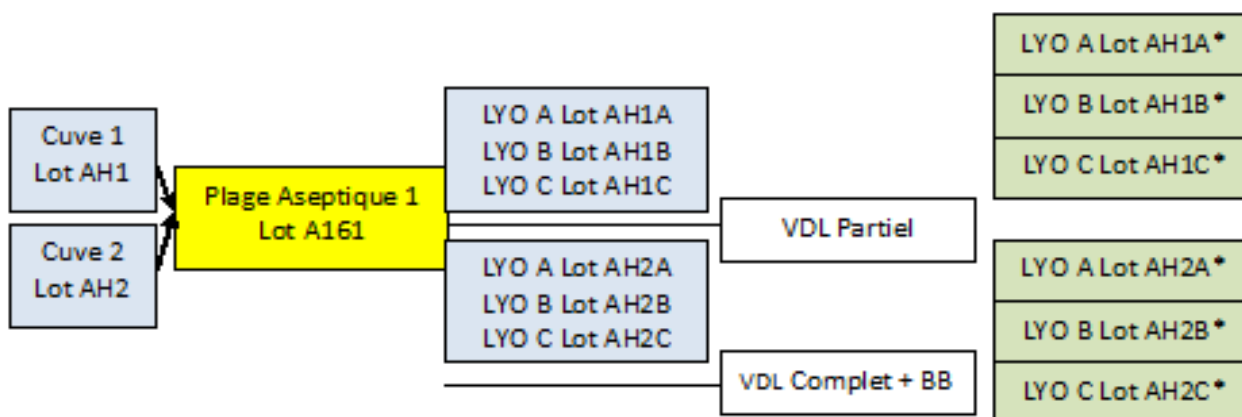 Cuve 1
Lot AH1
Cuve 2
Lot AH2
Plage Aseptique 1
Lot A161
LYO A Lot AH1A
LYO B Lot AH1B
LYO C Lot AH1C
VDL Partiel
LYO A Lot AH2A
LYO B Lot AH2B
LYO C Lot AH2C
VDL Complet + BB
LYO A Lot AH1A*
LYO B Lot AH1B*
LYO C Lot AH1C*
LYO A Lot AH2A*
LYO B Lot AH2B*
LYO C Lot AH2C*